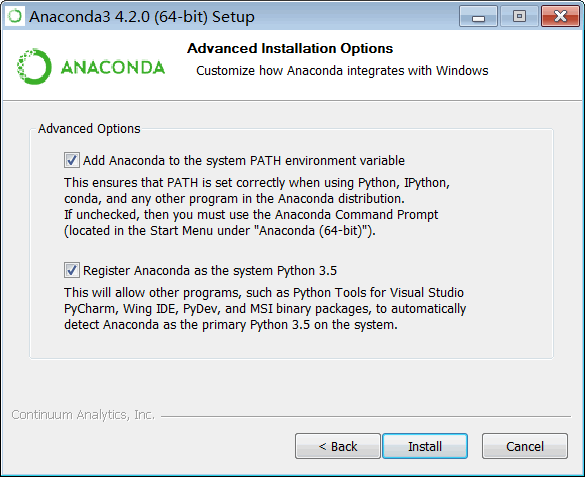 Anaconda3 4.2.0 (64-bit) Setup
Advanced Installation Options
Customize how Anaconda integrates with Windows
ANACONDA
Advanced Options
Add Anaconda to the system PATH environment variable
This ensures that PATH is set correctly when using Python, IPython,
conda, and any other program in the Anaconda distribution.
If unchecked, then you must use the Anaconda Command Prompt
(located in the Start Menu under "Anaconda (64-bit)").
Register Anaconda as the system Python 3.5
This will allow other programs, such as Python Tools for Visual Studio
PyCharm, Wing IDE, PyDev, and MSI binary packages, to automatically
detect Anaconda as the primary Python 3.5 on the system.
Continuum Analytics, Inc.
< Back
Install
Cancel